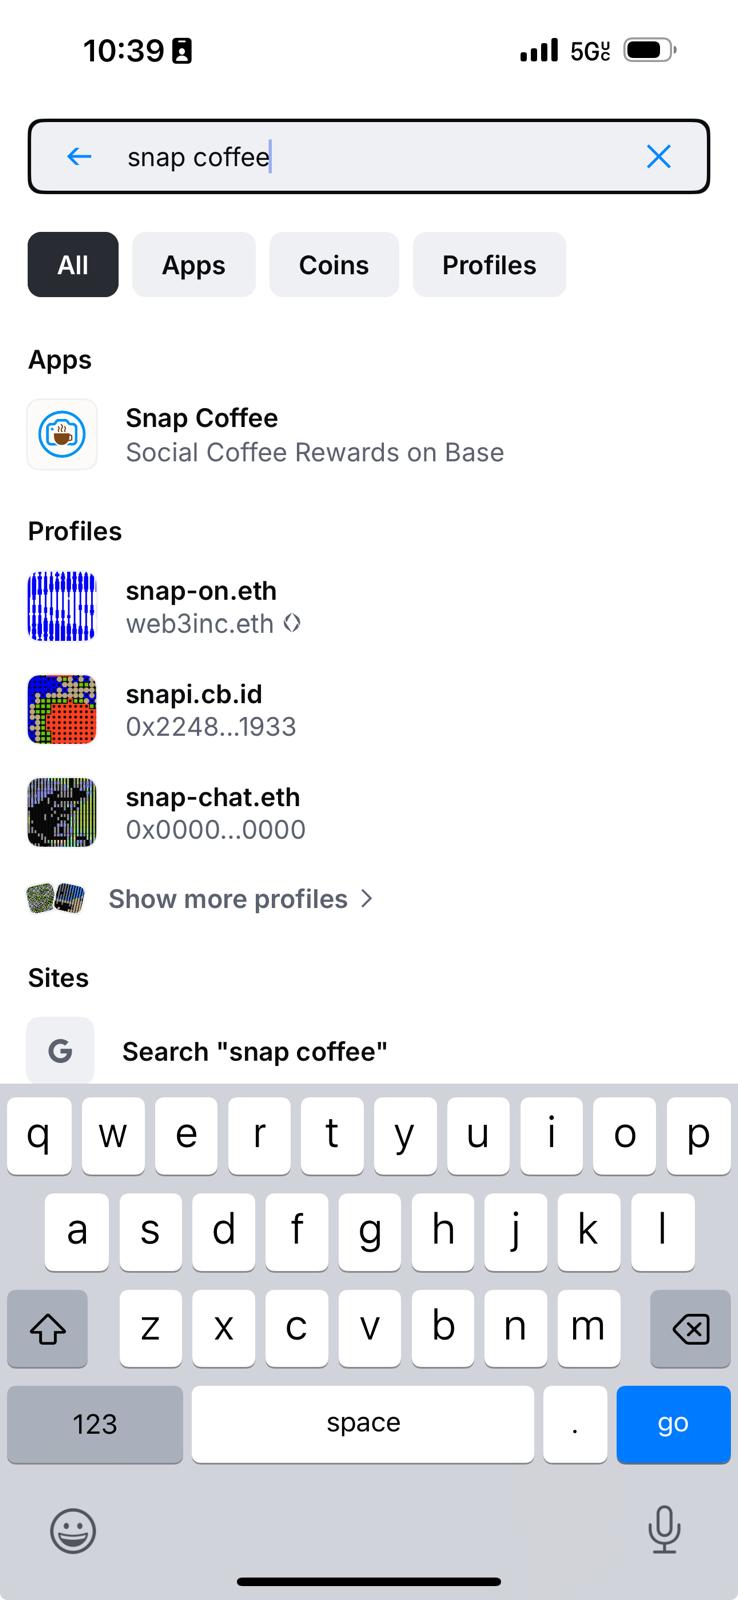 10:39
5G UC
snap coffee
All
Apps
Coins
Profiles
Apps
Snap Coffee
Social Coffee Rewards on Base
Profiles
snap-on.eth
web3inc.eth
snapi.cb.id
0x2248...1933
snap-chat.eth
0x0000...0000
Show more profiles
Sites
G
Search "snap coffee"
q w e r t y u i o p
a s d f g h j k l
z x c v b n m
123
space
.
go